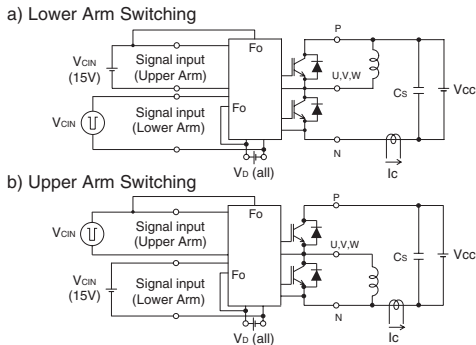 a) Lower Arm Switching
P
Fo
VCIN
(15V)
Signal input
(Upper Arm)
U,V,W
CS
VCC
VCIN
Signal input
(Lower Arm)
Fo
N
VD (all)
IC
b) Upper Arm Switching
P
Fo
VCIN
Signal input
(Upper Arm)
U,V,W
CS
VCC
VCIN
(15V)
Signal input
(Lower Arm)
Fo
N
VD (all)
IC